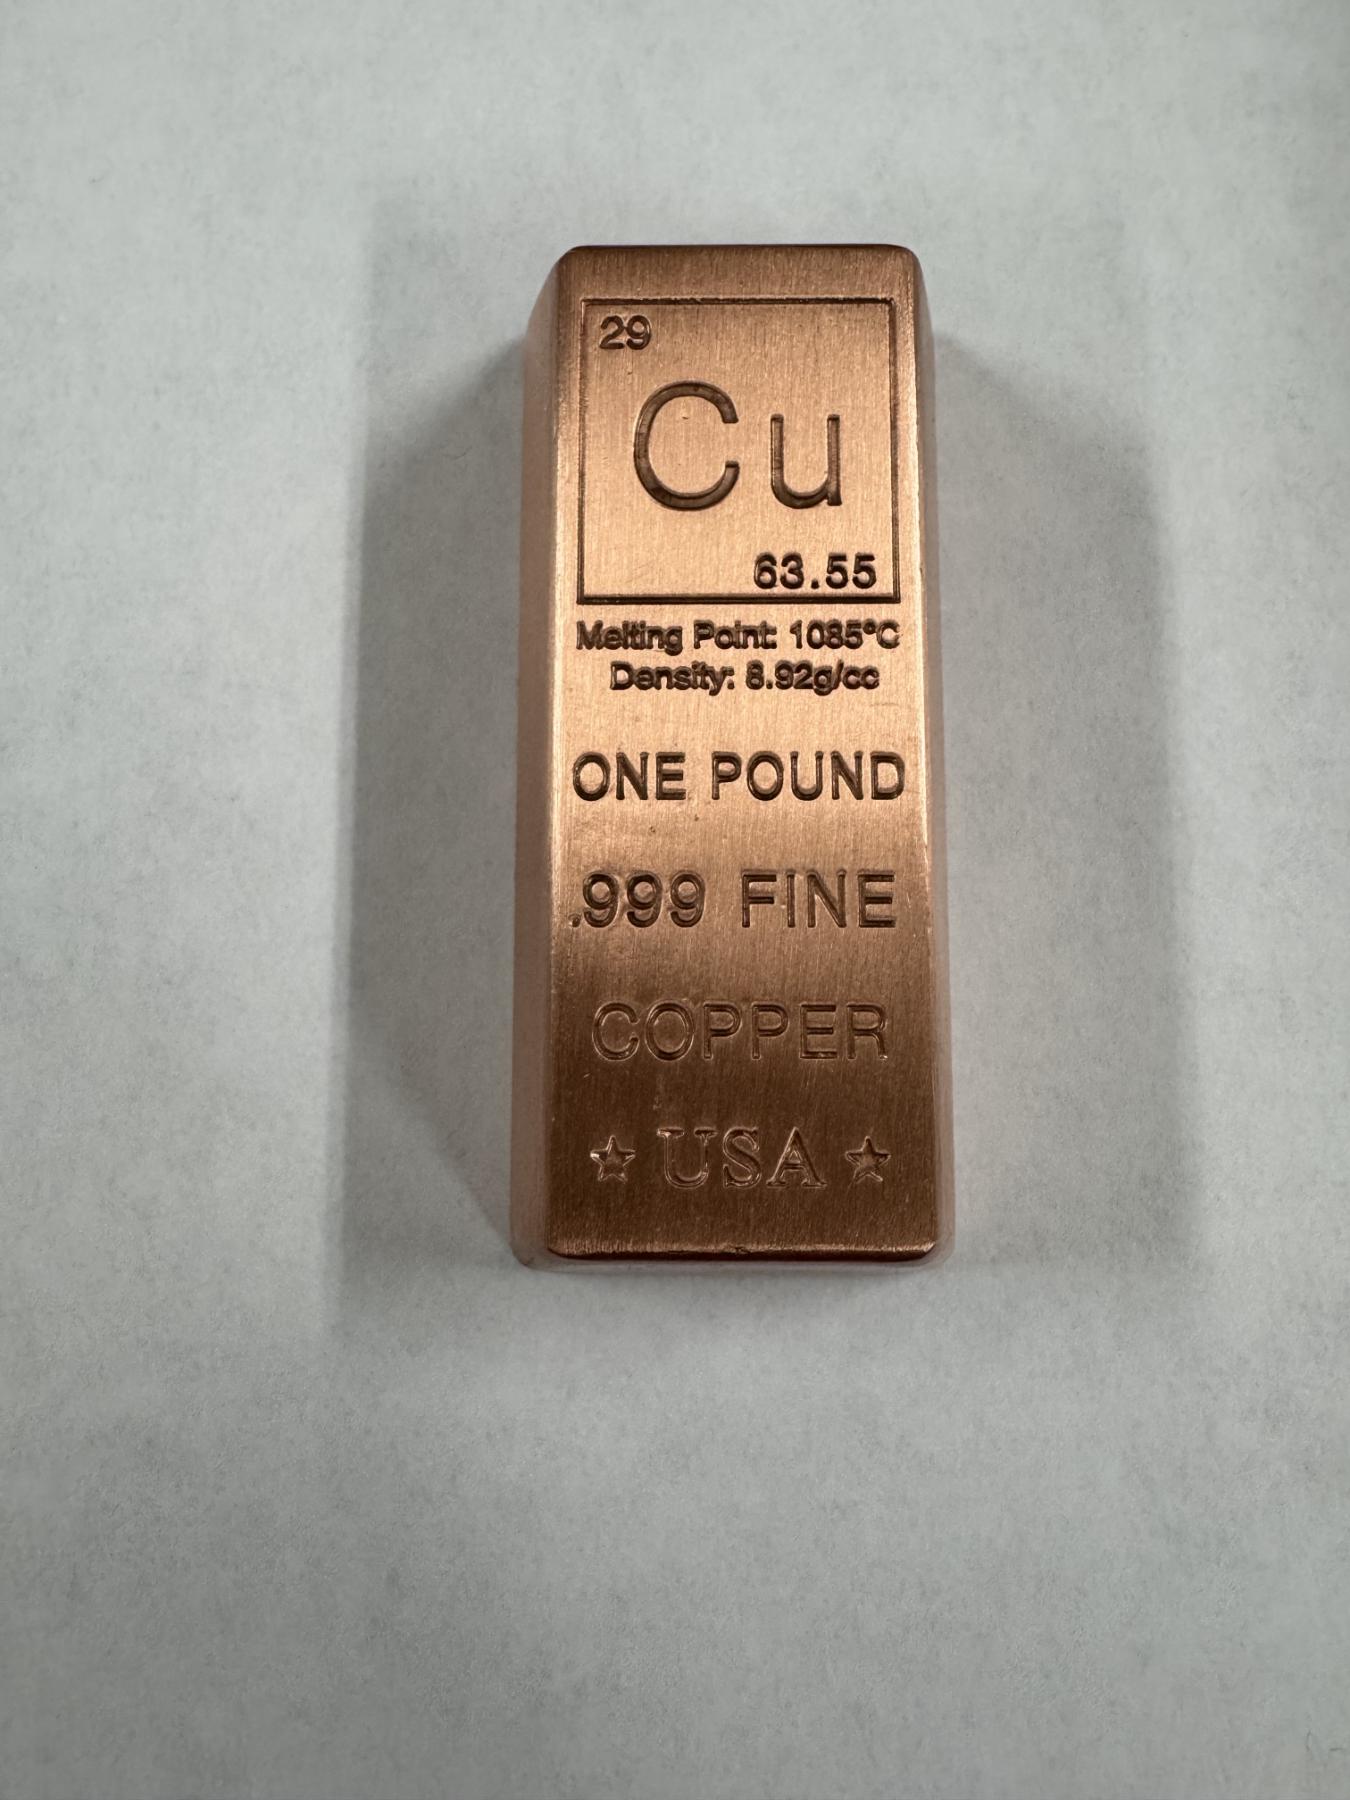 29
Cu
63.55
Melting Point: 1085°C
Density: 8.92g/cc
ONE POUND
.999 FINE
COPPER
★ USA ★